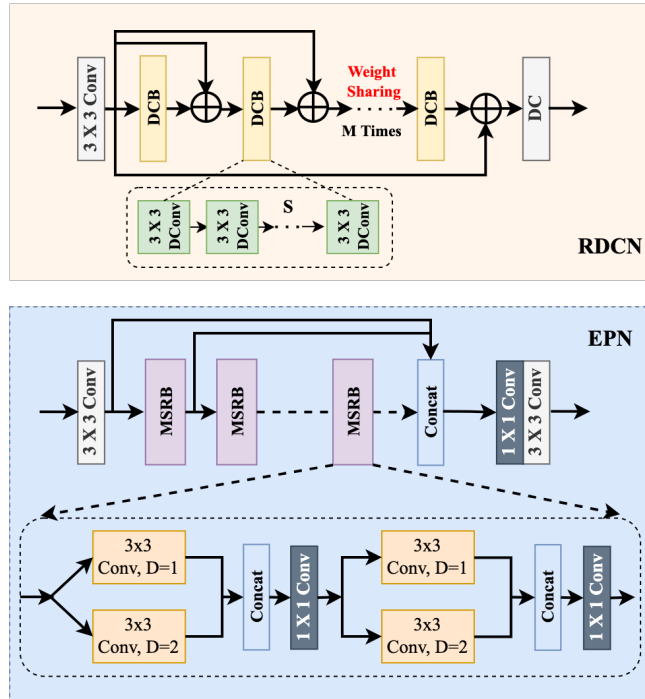 3 X 3 Conv
DCB
DCB
Weight
Sharing
M Times
DCB
DC
3 X 3
DConv
3 X 3
DConv
S
3 X 3
DConv
RDCN
EPN
3 X 3 Conv
MSRB
MSRB
MSRB
Concat
1 X 1 Conv
3 X 3 Conv
3x3
Conv, D=1
3x3
Conv, D=2
Concat
1 X 1 Conv
3x3
Conv, D=1
3x3
Conv, D=2
Concat
1 X 1 Conv